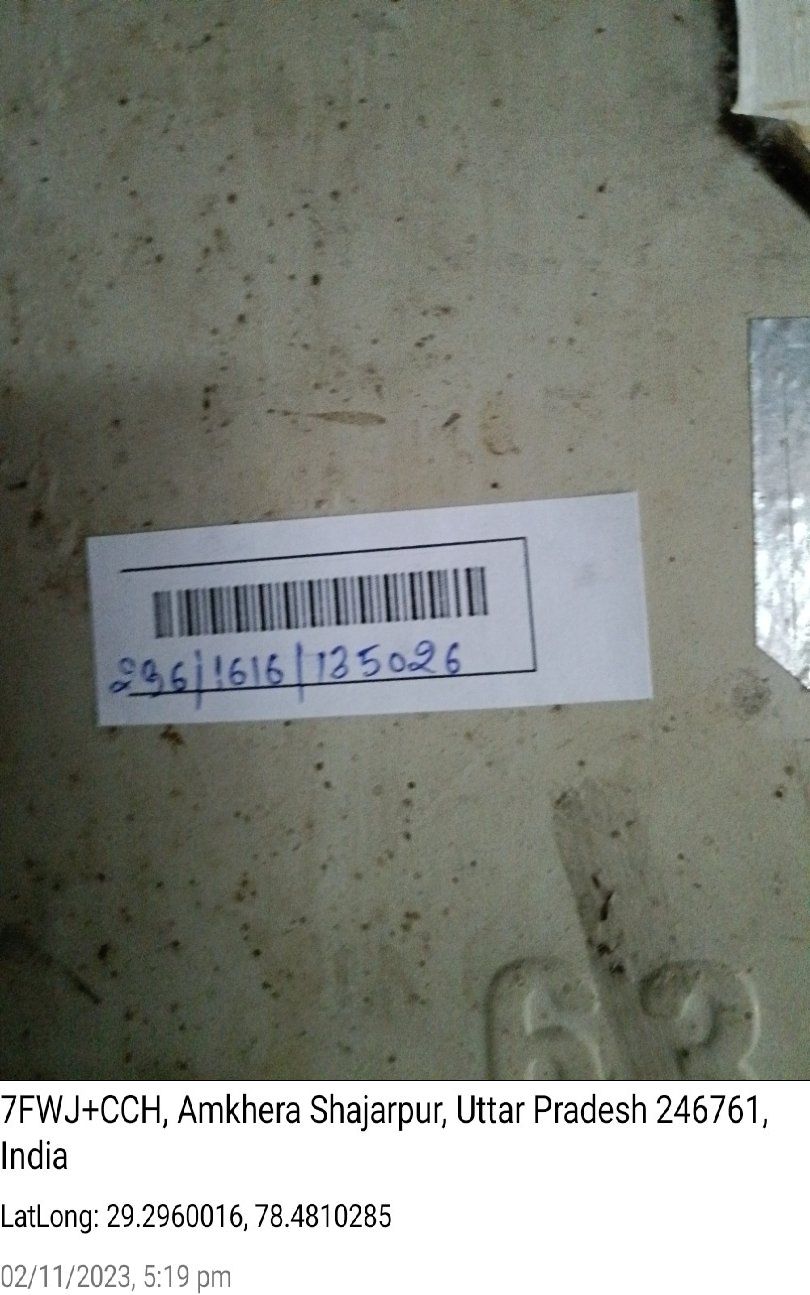 296/1616/135026
63
7FWJ+CCH, Amkhera Shajarpur, Uttar Pradesh 246761,
India
LatLong: 29.2960016, 78.4810285
02/11/2023, 5:19 pm